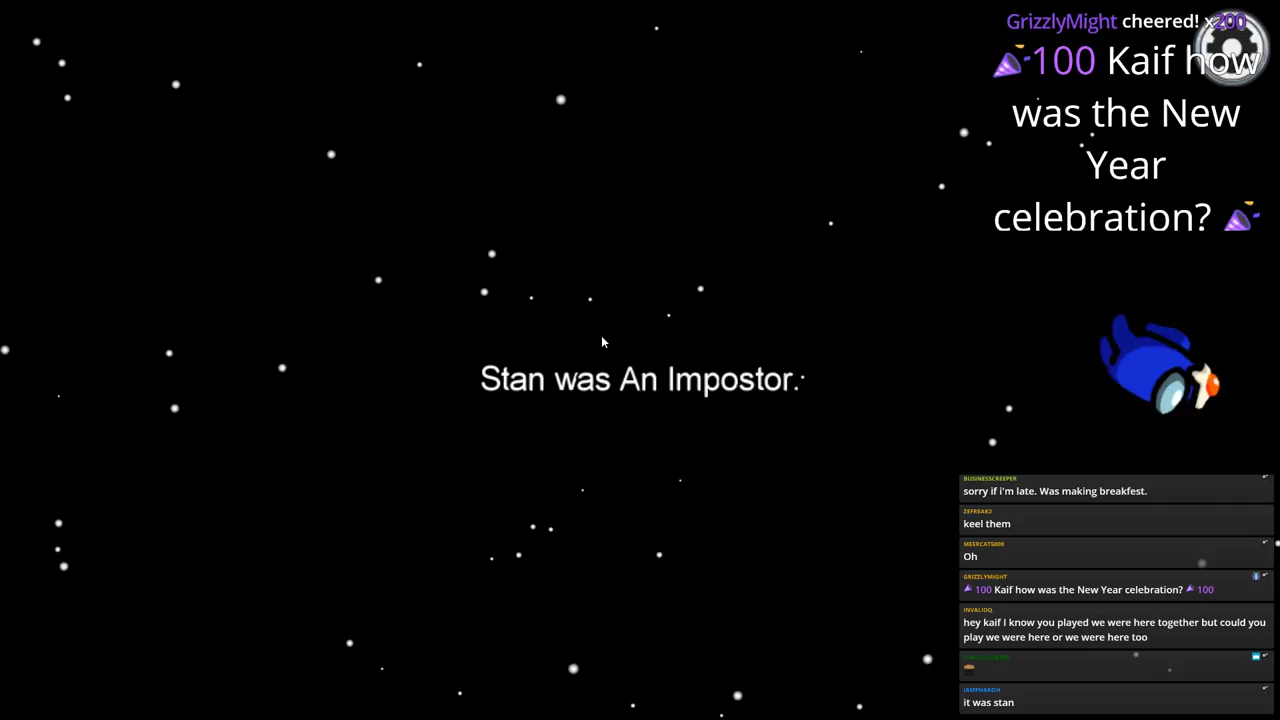 GrizzlyMight cheered! x200
100 Kaif how
was the New
Year
celebration?
Stan was An Impostor.
BUSINESSCREEPER
sorry if i'm late. Was making breakfest.
ZEFREAK2
keel them
MEERCATS000
Oh
GRIZZLYMIGHT
100 Kaif how was the New Year celebration? 100
INVALIDQ_
hey kaif I know you played we were here together but could you
play we were here or we were here too
IAMPHARDH
it was stan